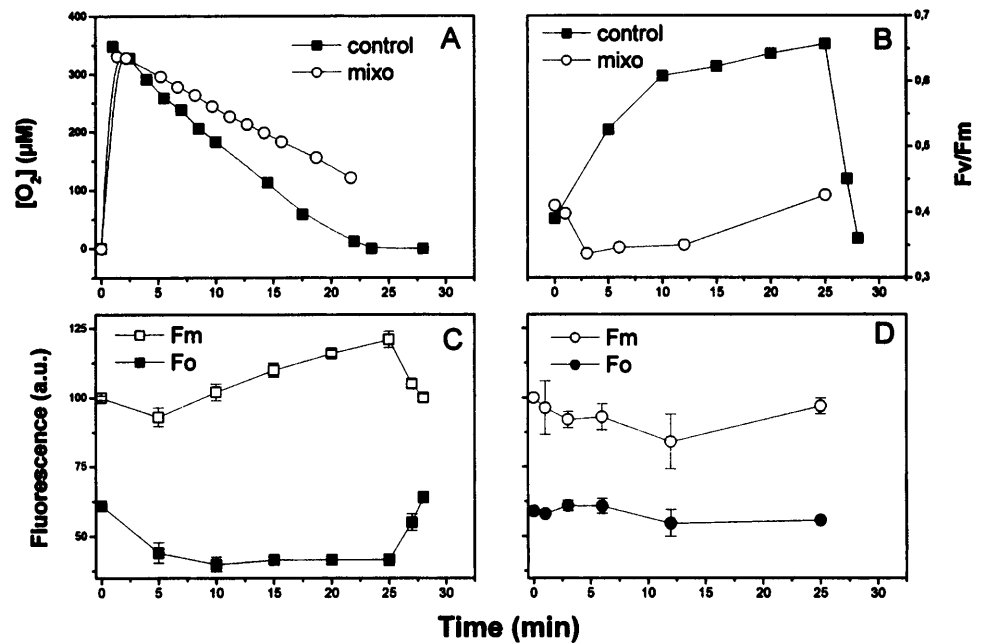 400
350
300
200
100
0
[O₂] (µM)
control
mixo
A
0 5 10 15 20 25 30
control
mixo
B
0,7
0,6
0,5
0,4
0,3
Fv/Fm
0 5 10 15 20 25 30
125
100
75
50
Fluorescence (a.u.)
Fm
Fo
C
0 5 10 15 20 25 30
Fm
Fo
D
0 5 10 15 20 25 30
Time (min)